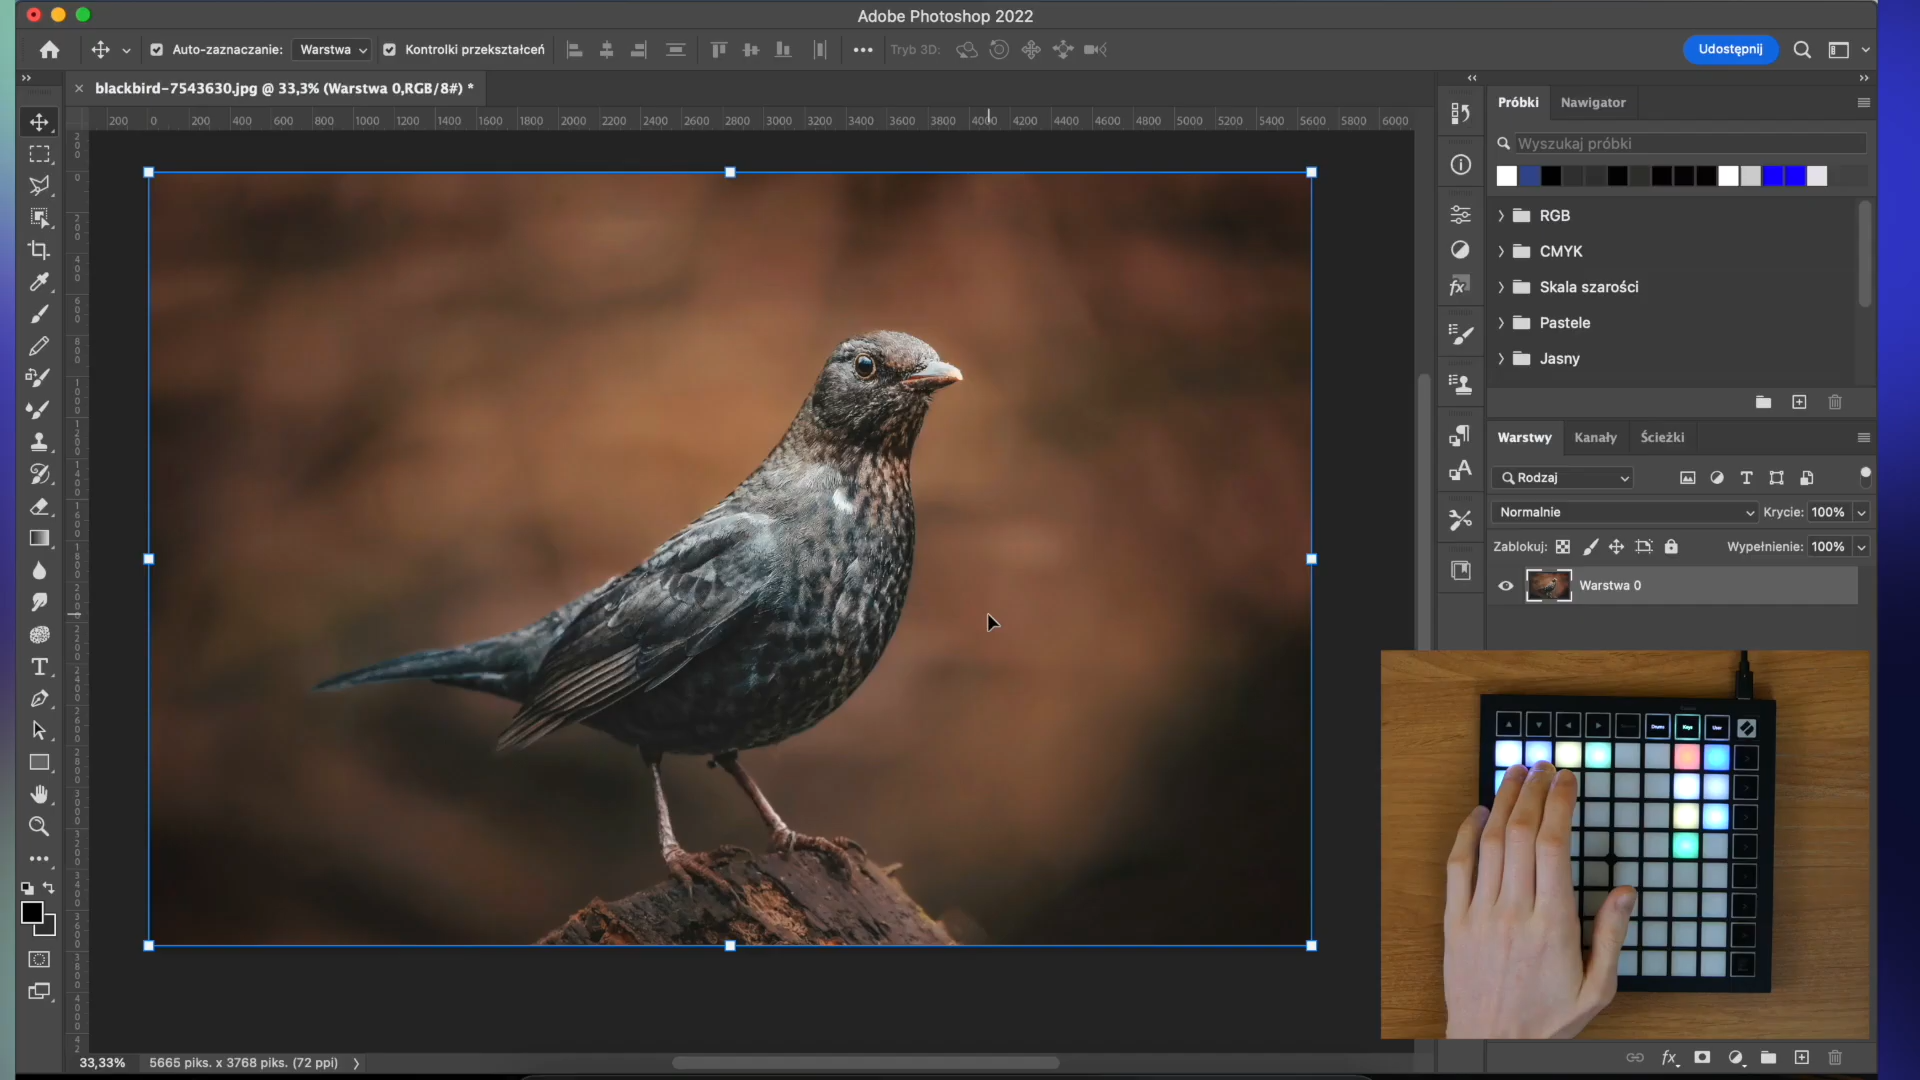 Adobe Photoshop 2022
Auto-zaznaczanie: Warstwa Kontrolki przekształceń Tryb 3D: Udostępnij
blackbird-7543630.jpg @ 33,3% (Warstwa 0,RGB/8#) *
200 0 200 400 600 800 1000 1200 1400 1600 1800 2000 2200 2400 2600 2800 3000 3200 3400 3600 3800 4000 4200 4400 4600 4800 5000 5200 5400 5600 5800 6000
Próbki Nawigator
Wyszukaj próbki
RGB
CMYK
Skala szarości
Pastele
Jasny
Warstwy Kanały Ścieżki
Rodzaj
Normalnie Krycie: 100%
Zablokuj: Wypełnienie: 100%
Warstwa 0
Drums Keys User
33,33% 5665 piks. x 3768 piks. (72 ppi)